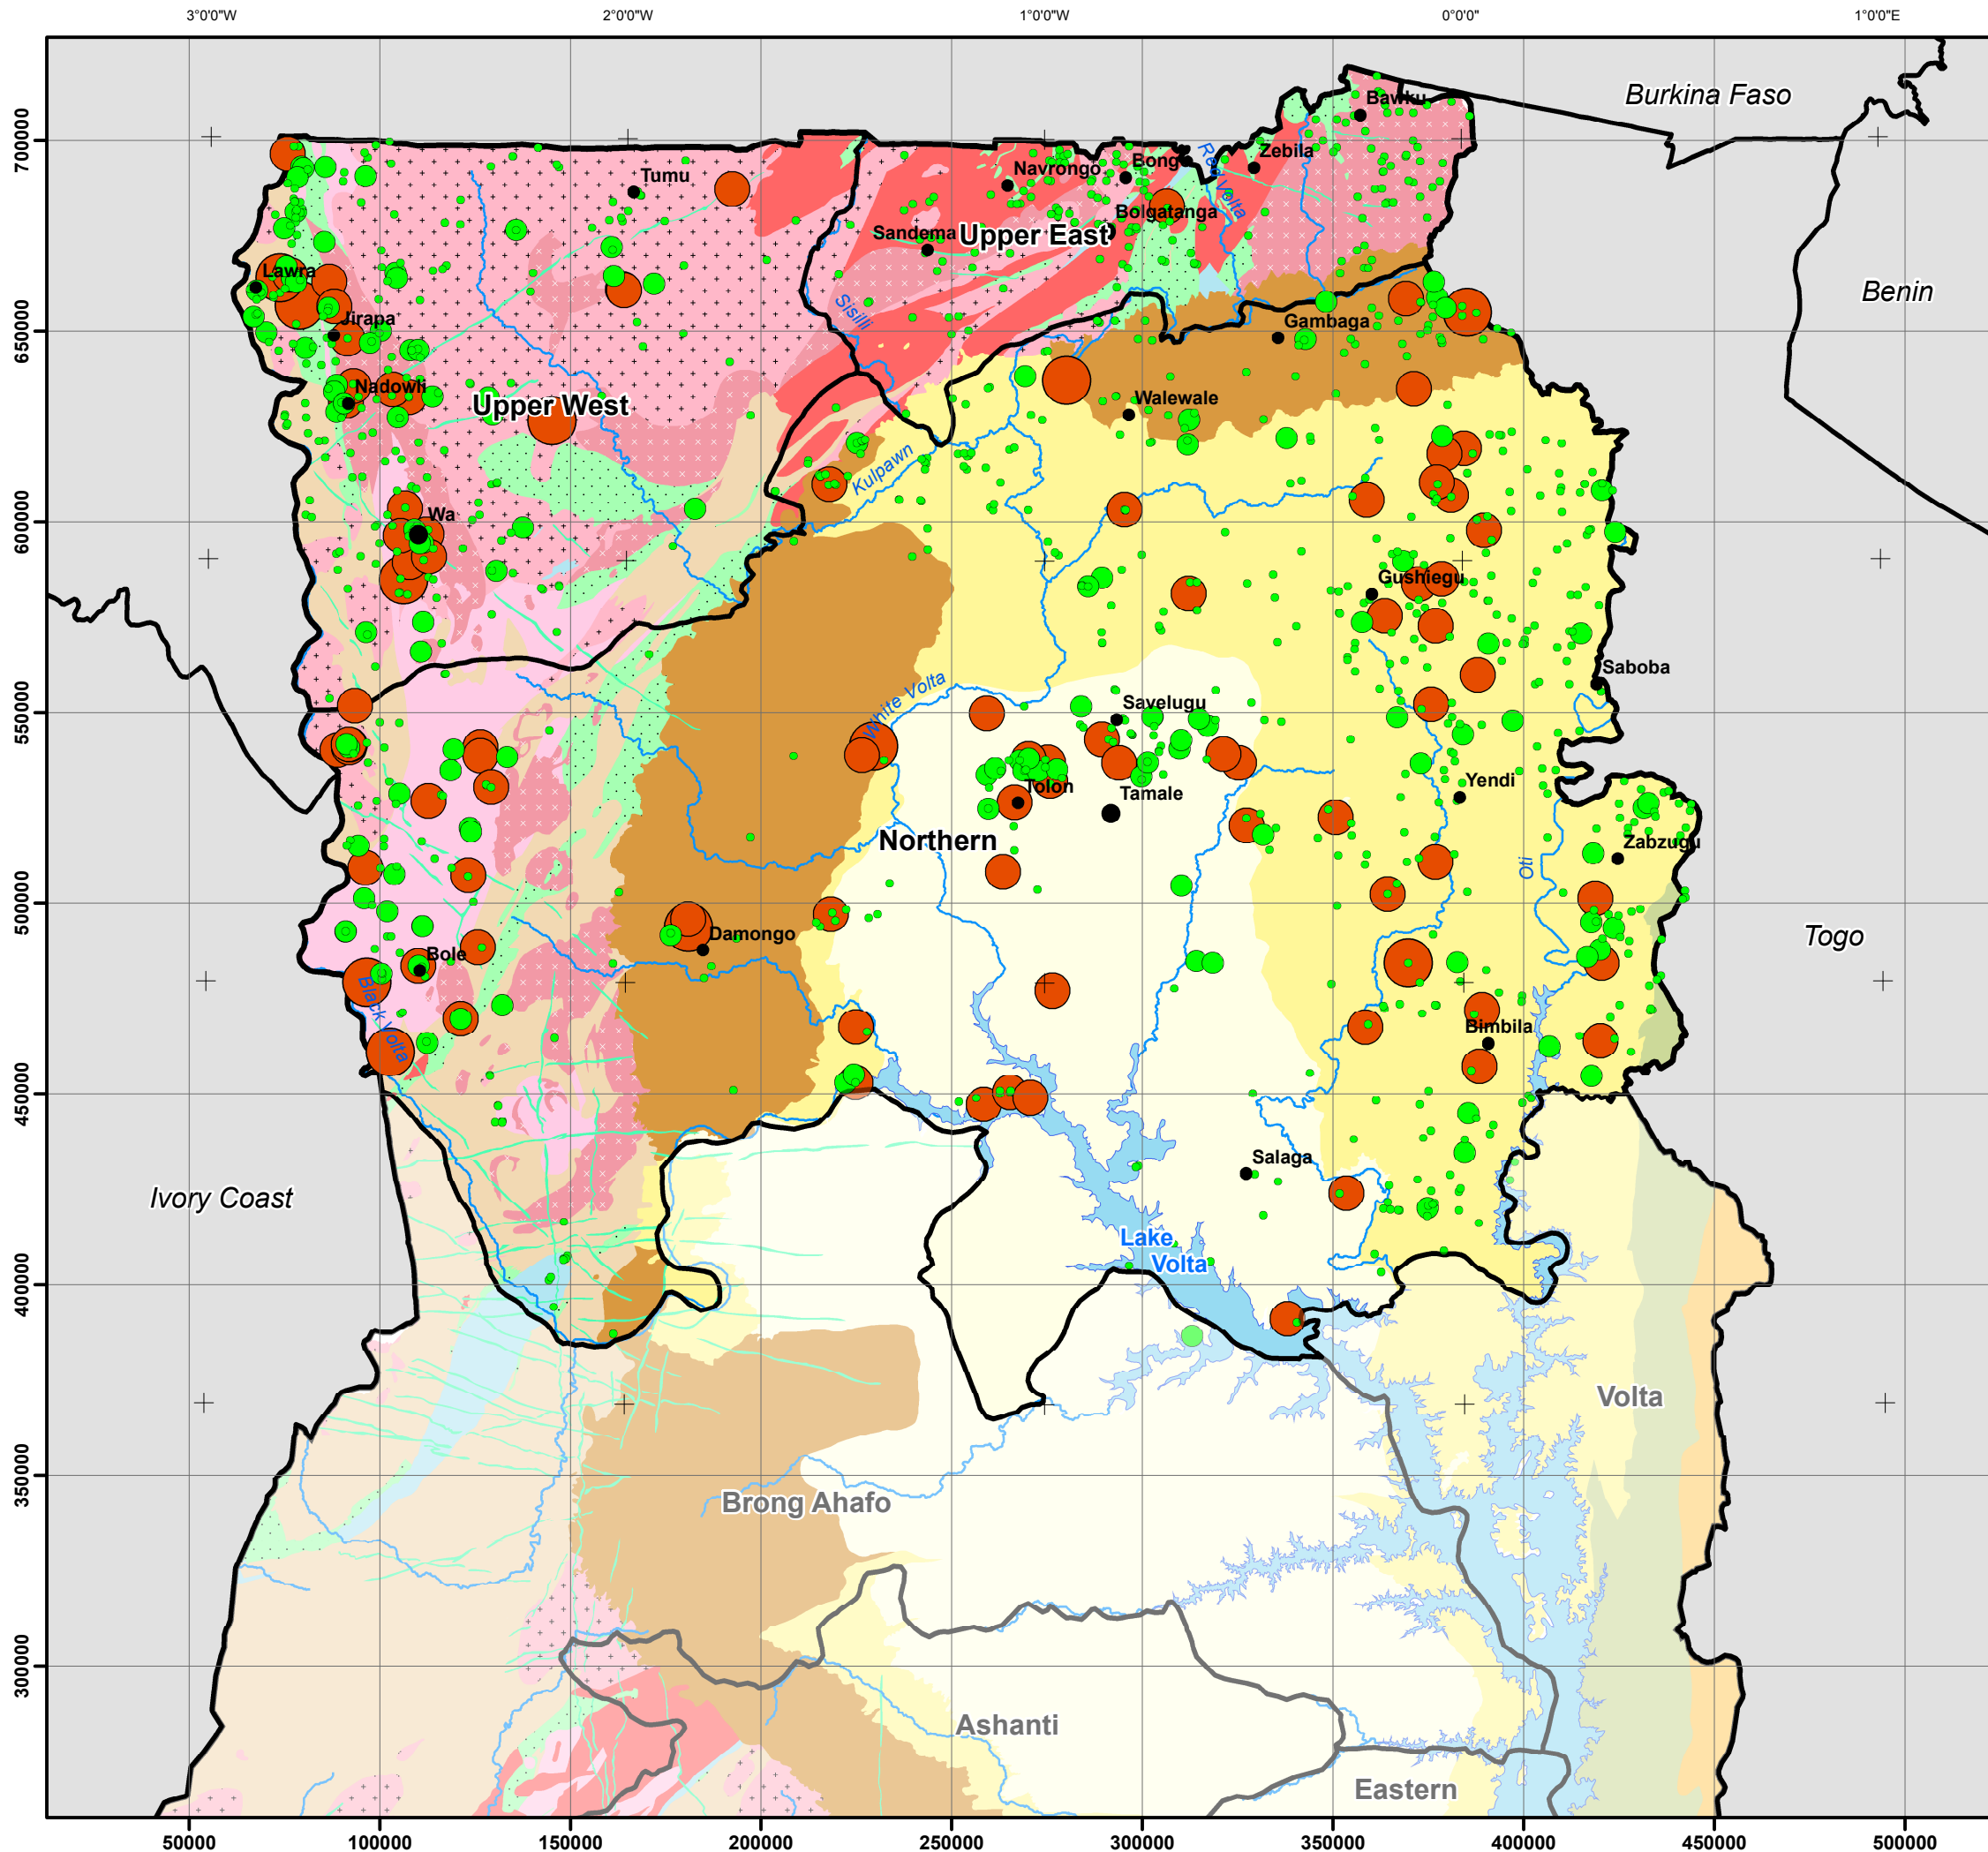 3°0'0"W
2°0'0"W
1°0'0"W
0°0'0"
1°0'0"E
Burkina Faso
Bawku
700000
Navrongo
Bong
Red Volta
Zebila
Tumu
Bolgatanga
Sandema
Upper East
Lawra
Benin
Sisilli
Jirapa
Gambaga
650000
Nadowli
Upper West
Walewale
Kulpawn
Wa
600000
Gushiegu
Saboba
White Volta
Savelugu
550000
Yendi
Tolon
Tamale
Northern
Zabzugu
Oti
500000
Damongo
Togo
Bole
Black Volta
Bimbila
450000
Salaga
Ivory Coast
Lake
Volta
400000
Volta
350000
Brong Ahafo
300000
Ashanti
Eastern
50000
100000
150000
200000
250000
300000
350000
400000
450000
500000